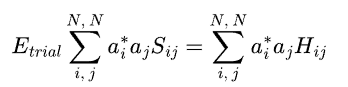 $$E_{trial} \sum_{i,j}^{N,N} a_i^* a_j S_{ij} = \sum_{i,j}^{N,N} a_i^* a_j H_{ij}$$